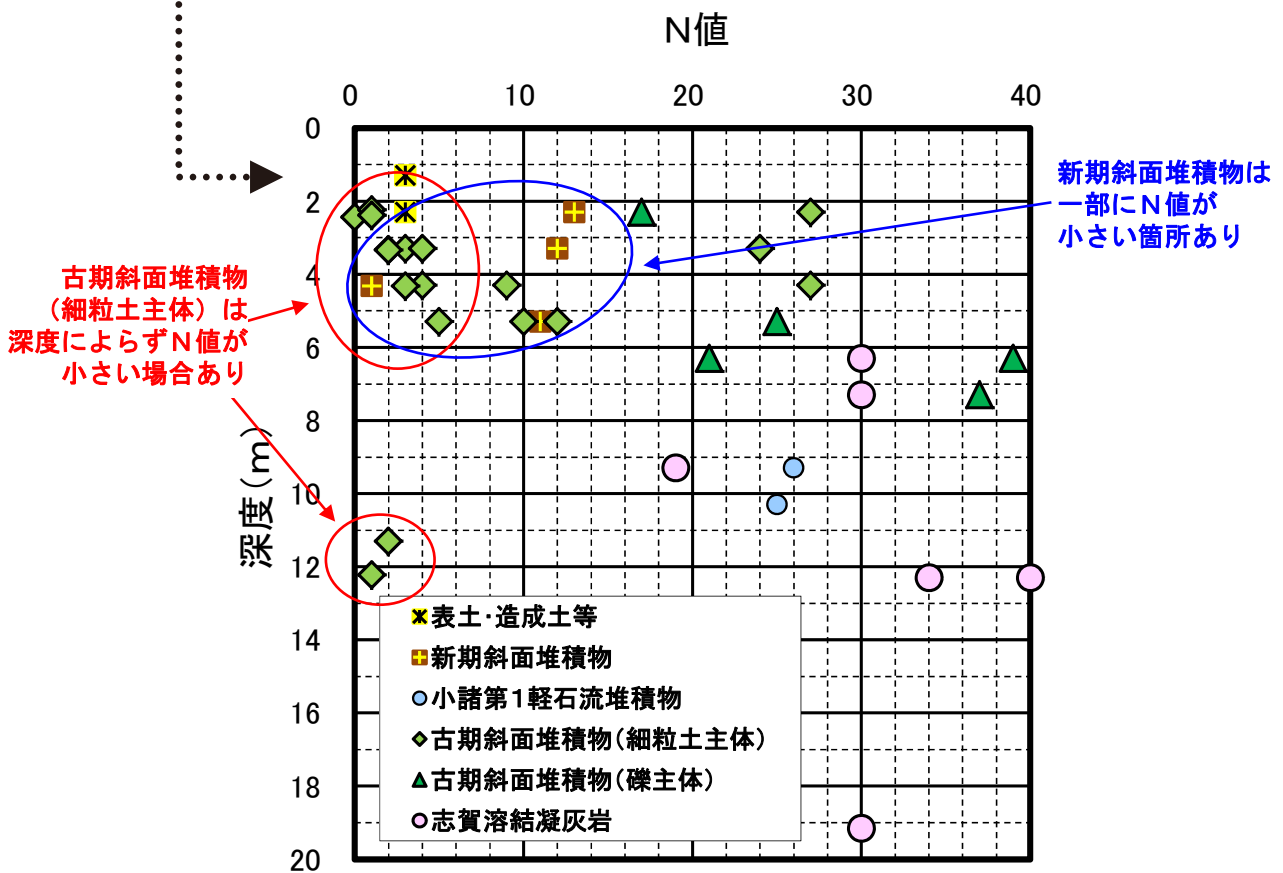 N値
0
10
20
30
40
0
2
4
6
8
10
12
14
16
18
20
深度(m)
新期斜面堆積物は
一部にN値が
小さい箇所あり
古期斜面堆積物
(細粒土主体)は
深度によらずN値が
小さい場合あり
表土・造成土等
新期斜面堆積物
小諸第1軽石流堆積物
古期斜面堆積物(細粒土主体)
古期斜面堆積物(礫主体)
志賀溶結凝灰岩